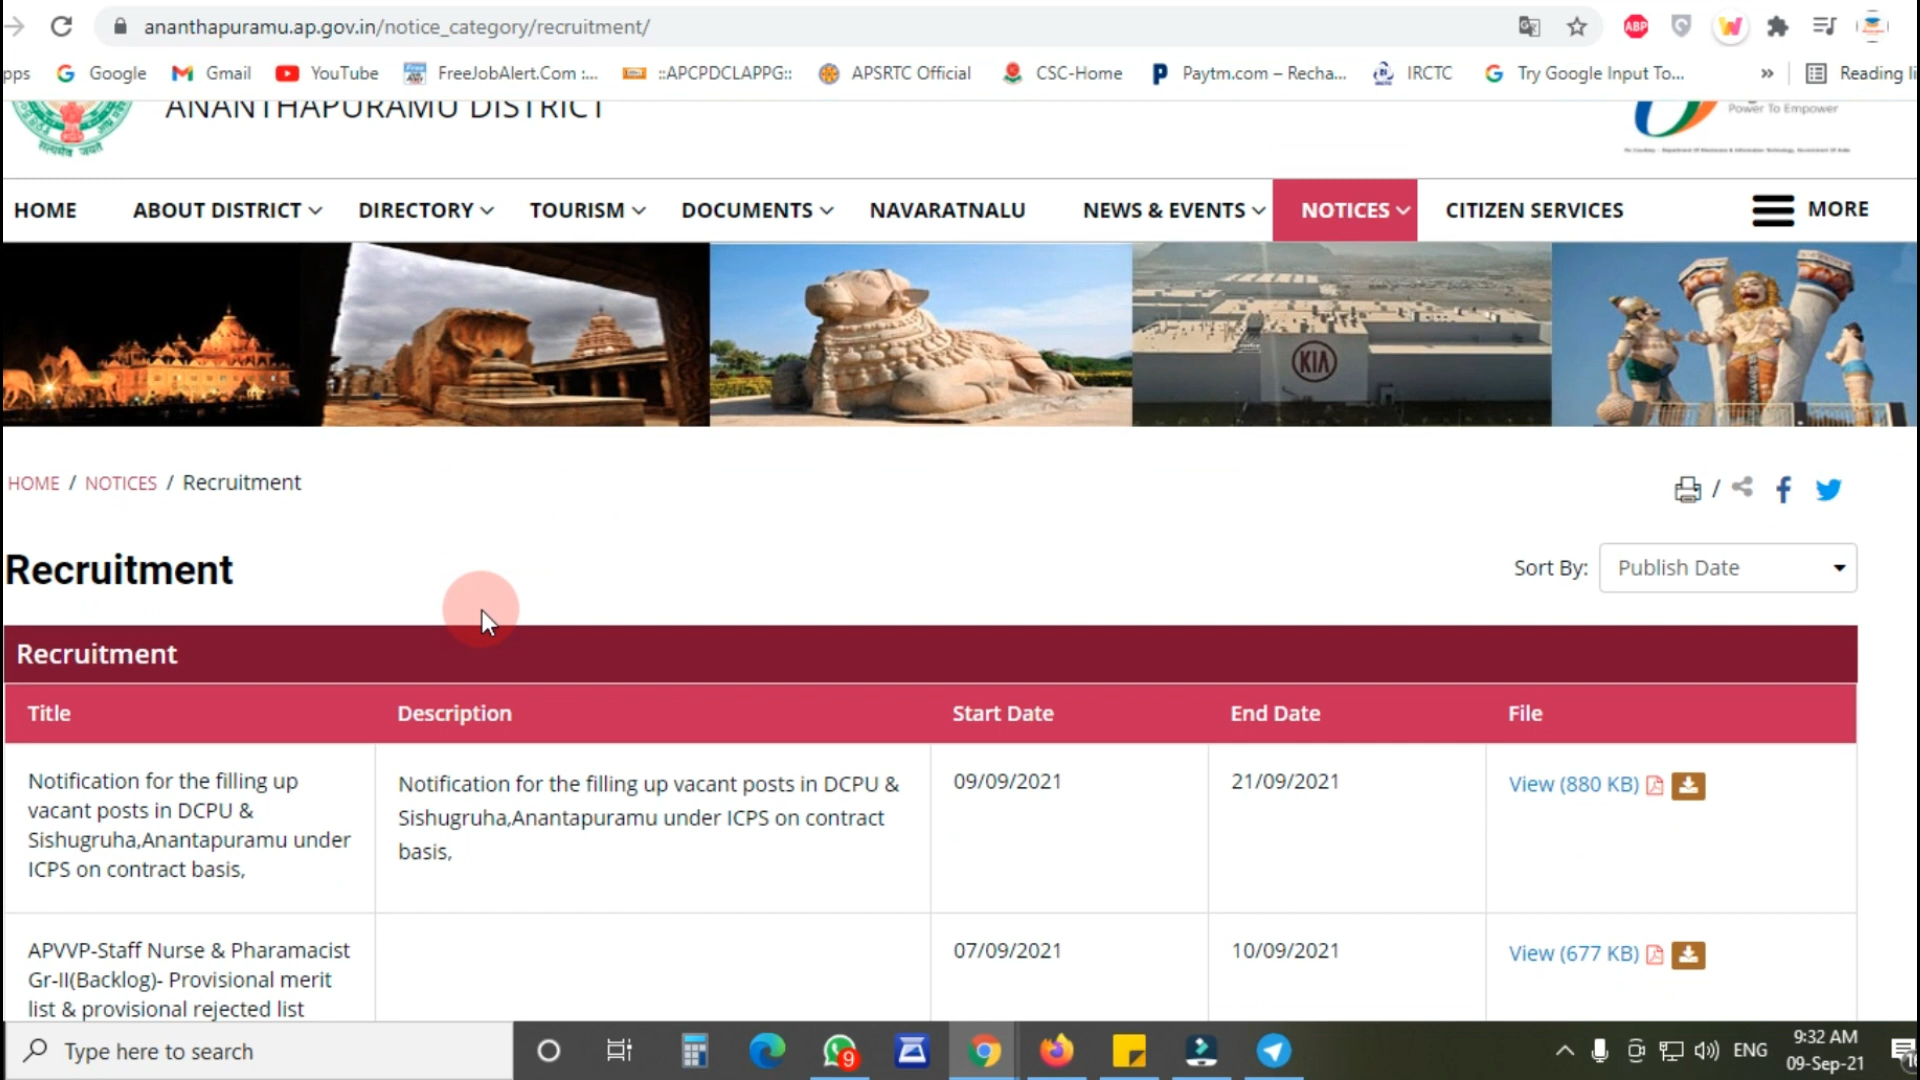 ananthapuramu.ap.gov.in/notice_category/recruitment/
ABP
pps Google Gmail YouTube FreeJobAlert.Com :... ::APCPDCLAPPG:: APSRTC Official CSC-Home Paytm.com – Recha... IRCTC Try Google Input To... » Reading li
ANANTHAPURAMU DISTRICT
Power To Empower
सत्यमेव जयते
HOME ABOUT DISTRICT DIRECTORY TOURISM DOCUMENTS NAVARATNALU NEWS & EVENTS NOTICES CITIZEN SERVICES MORE
KIA
HOME / NOTICES / Recruitment
/
Recruitment
Sort By: Publish Date
Recruitment
Title Description Start Date End Date File
Notification for the filling up
vacant posts in DCPU &
Sishugruha,Anantapuramu under
ICPS on contract basis,
Notification for the filling up vacant posts in DCPU &
Sishugruha,Anantapuramu under ICPS on contract
basis,
09/09/2021
21/09/2021
View (880 KB)
APVVP-Staff Nurse & Pharamacist
Gr-II(Backlog)- Provisional merit
list & provisional rejected list
07/09/2021
10/09/2021
View (677 KB)
Type here to search
9
ENG
9:32 AM
09-Sep-21